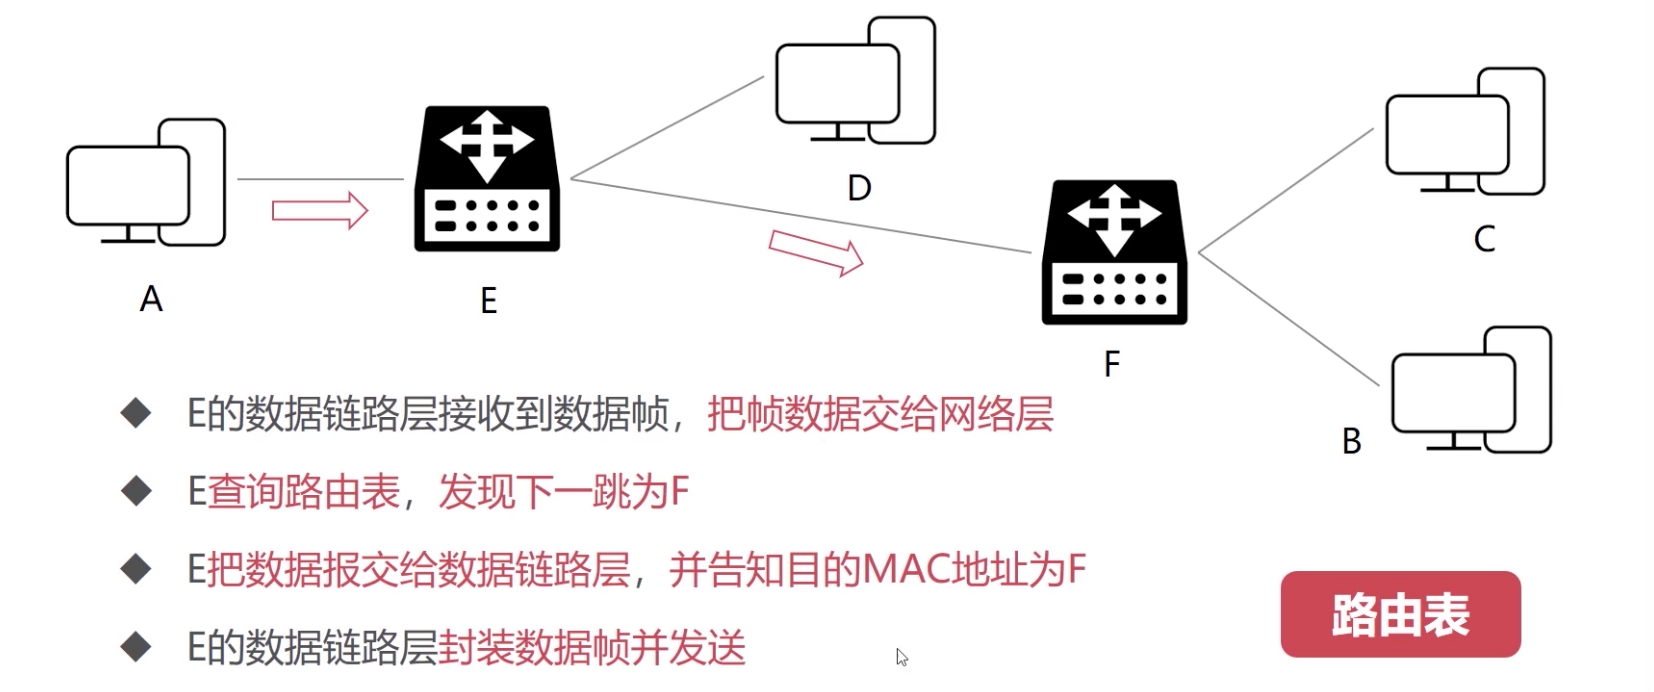 D
C
A
E
F
B
E的数据链路层接收到数据帧，把帧数据交给网络层
E查询路由表，发现下一跳为F
E把数据报交给数据链路层，并告知目的MAC地址为F
E的数据链路层封装数据帧并发送
路由表